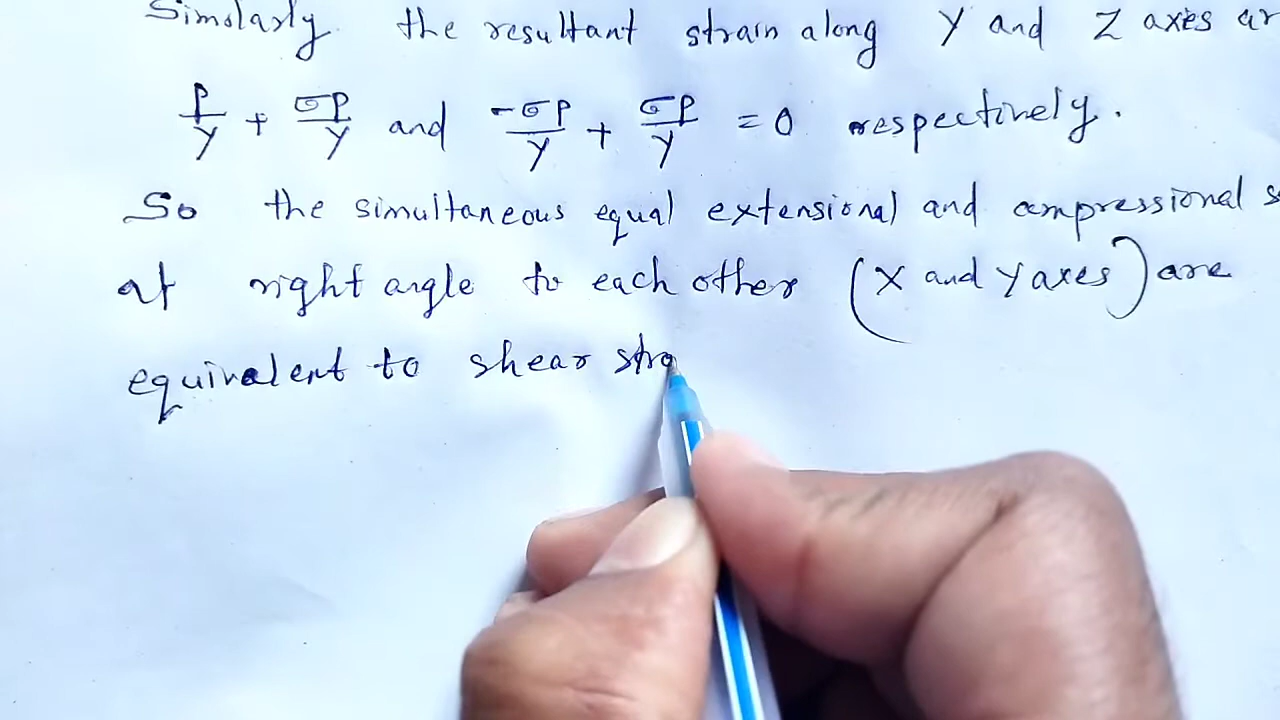 Similarly the resultant strain along Y and Z axes ar
P/Y + σP/Y and -σP/Y + σP/Y = 0 respectively.
So the simultaneous equal extensional and compressional s
at right angle to each other (X and Y axes) are
equivalent to shear stra